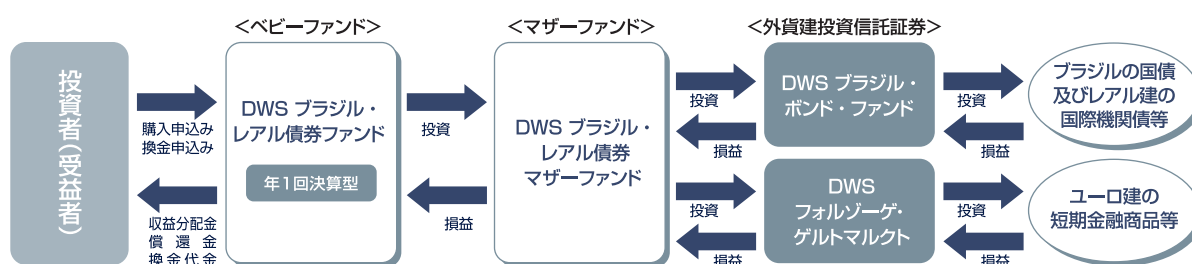 <ベビーファンド>
<マザーファンド>
<外貨建投資信託証券>
投資者（受益者）
購入申込み
換金申込み
収益分配金
償還金
換金代金
DWS ブラジル・
レアル債券ファンド
年1回決算型
投資
損益
DWS ブラジル・
レアル債券
マザーファンド
投資
損益
投資
損益
DWS ブラジル・
ボンド・ファンド
DWS
フォルゾーゲ・
ゲルトマルクト
投資
損益
投資
損益
ブラジルの国債
及びレアル建の
国際機関債等
ユーロ建の
短期金融商品等